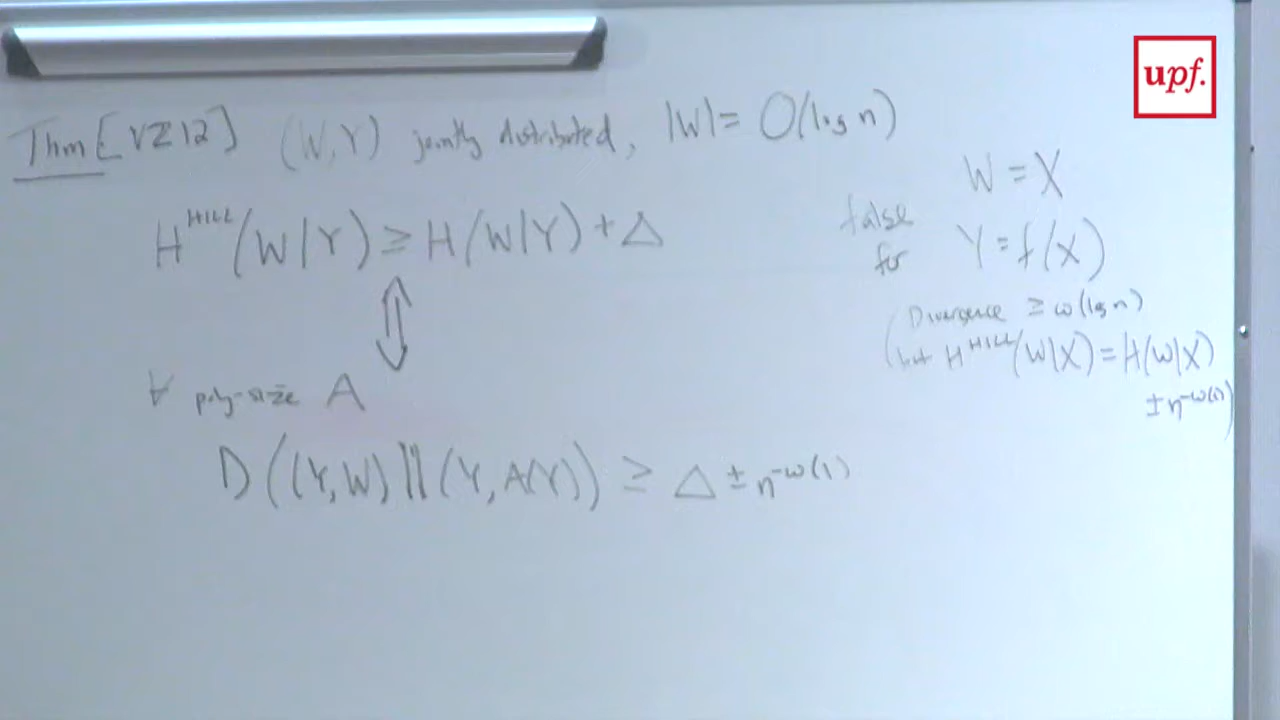 upf.
Thm [VZ12] (W,Y) jointly distributed, |W| = O(log n)
H^HILL (W|Y) ≥ H(W|Y) + Δ
⇕
∀ poly-size A
D((Y,W) || (Y,A(Y))) ≥ Δ ± n^-ω(1)
W = X
false for Y = f(X)
(Divergence ≥ ω(log n)
but H^HILL (W|X) = H(W|X)
± n^-ω(1))